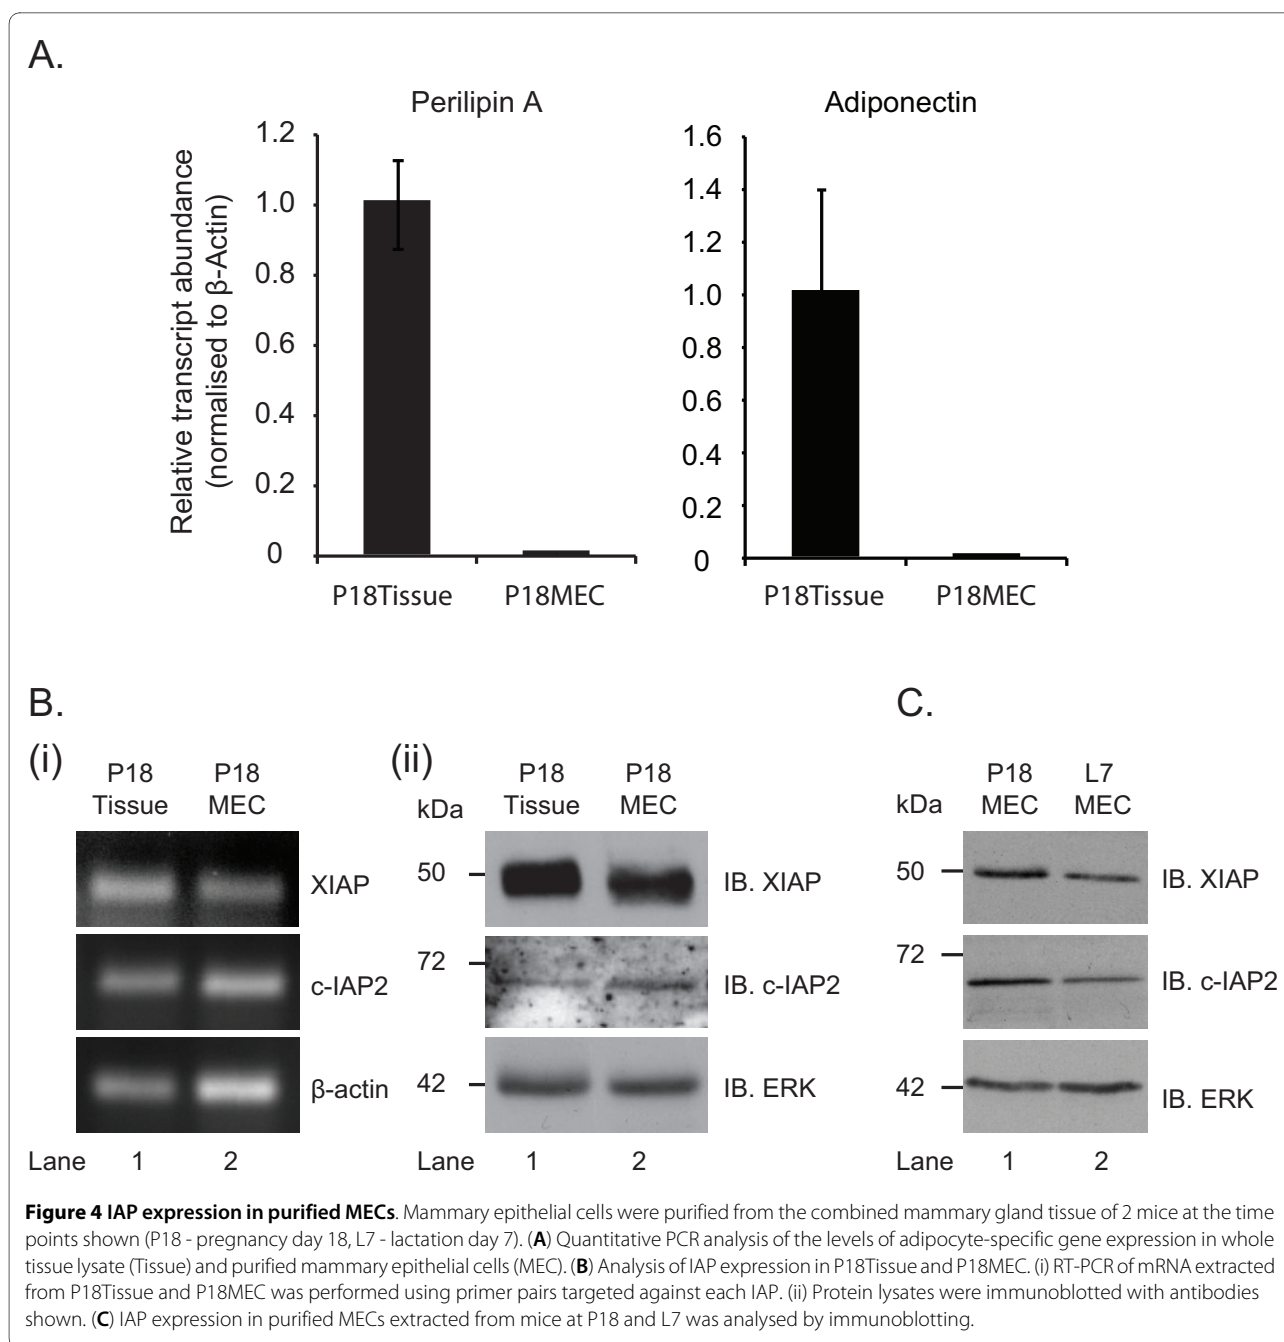 A.
Perilipin A
Adiponectin
Relative transcript abundance
(normalised to β-Actin)
1.2
1.0
0.8
0.6
0.4
0.2
0
P18Tissue P18MEC
1.6
1.4
1.2
1.0
0.8
0.6
0.4
0.2
0
P18Tissue P18MEC
B.
(i)
P18 P18
Tissue MEC
XIAP
c-IAP2
β-actin
Lane 1 2
(ii)
P18 P18
kDa Tissue MEC
50 IB. XIAP
72 IB. c-IAP2
42 IB. ERK
Lane 1 2
C.
P18 L7
kDa MEC MEC
50 IB. XIAP
72 IB. c-IAP2
42 IB. ERK
Lane 1 2
Figure 4 IAP expression in purified MECs. Mammary epithelial cells were purified from the combined mammary gland tissue of 2 mice at the time
points shown (P18 - pregnancy day 18, L7 - lactation day 7). (A) Quantitative PCR analysis of the levels of adipocyte-specific gene expression in whole
tissue lysate (Tissue) and purified mammary epithelial cells (MEC). (B) Analysis of IAP expression in P18Tissue and P18MEC. (i) RT-PCR of mRNA extracted
from P18Tissue and P18MEC was performed using primer pairs targeted against each IAP. (ii) Protein lysates were immunoblotted with antibodies
shown. (C) IAP expression in purified MECs extracted from mice at P18 and L7 was analysed by immunoblotting.